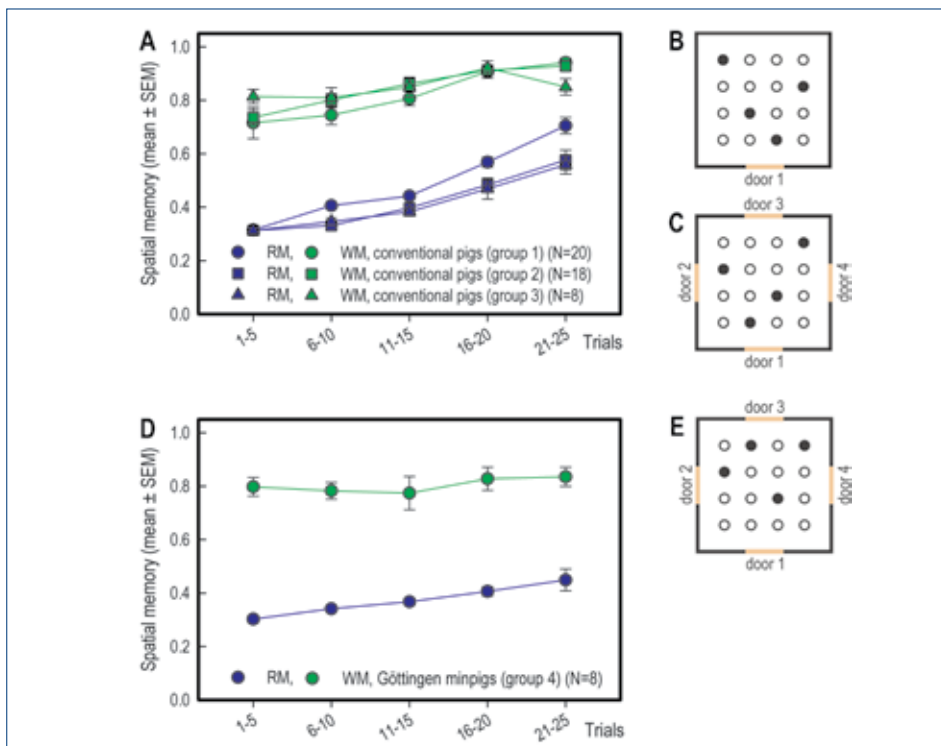 A
Spatial memory (mean ± SEM)
1.0
0.8
0.6
0.4
0.2
0.0
RM, WM, conventional pigs (group 1) (N=20)
RM, WM, conventional pigs (group 2) (N=18)
RM, WM, conventional pigs (group 3) (N=8)
1-5
6-10
11-15
16-20
21-25
Trials
B
door 1
C
door 3
door 2
door 4
door 1
D
Spatial memory (mean ± SEM)
1.0
0.8
0.6
0.4
0.2
0.0
RM, WM, Göttingen minpigs (group 4) (N=8)
1-5
6-10
11-15
16-20
21-25
Trials
E
door 3
door 2
door 4
door 1